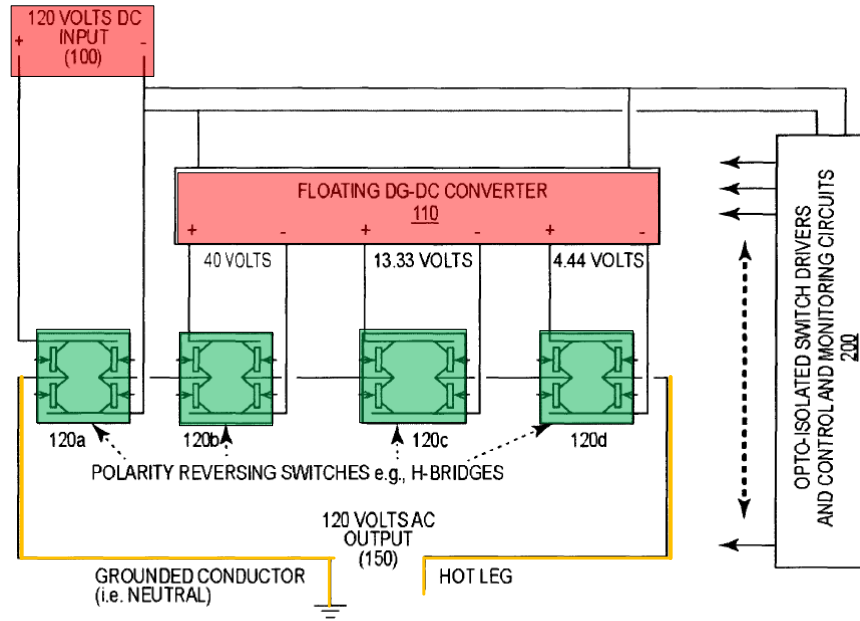 120 VOLTS DC
INPUT
+ (100) -
FLOATING DG-DC CONVERTER
110
+ - + - + -
40 VOLTS 13.33 VOLTS 4.44 VOLTS
120a 120b 120c 120d
POLARITY REVERSING SWITCHES e.g., H-BRIDGES
120 VOLTS AC
OUTPUT
(150)
GROUNDED CONDUCTOR
(i.e. NEUTRAL)
HOT LEG
OPTO-ISOLATED SWITCH DRIVERS
AND CONTROL AND MONITORING CIRCUITS
200